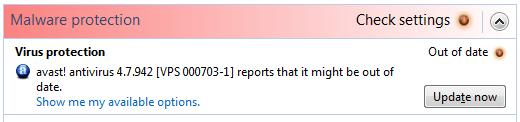 Malware protection Check settings
Virus protection Out of date
avast! antivirus 4.7.942 [VPS 000703-1] reports that it might be out of
date.
Show me my available options. Update now